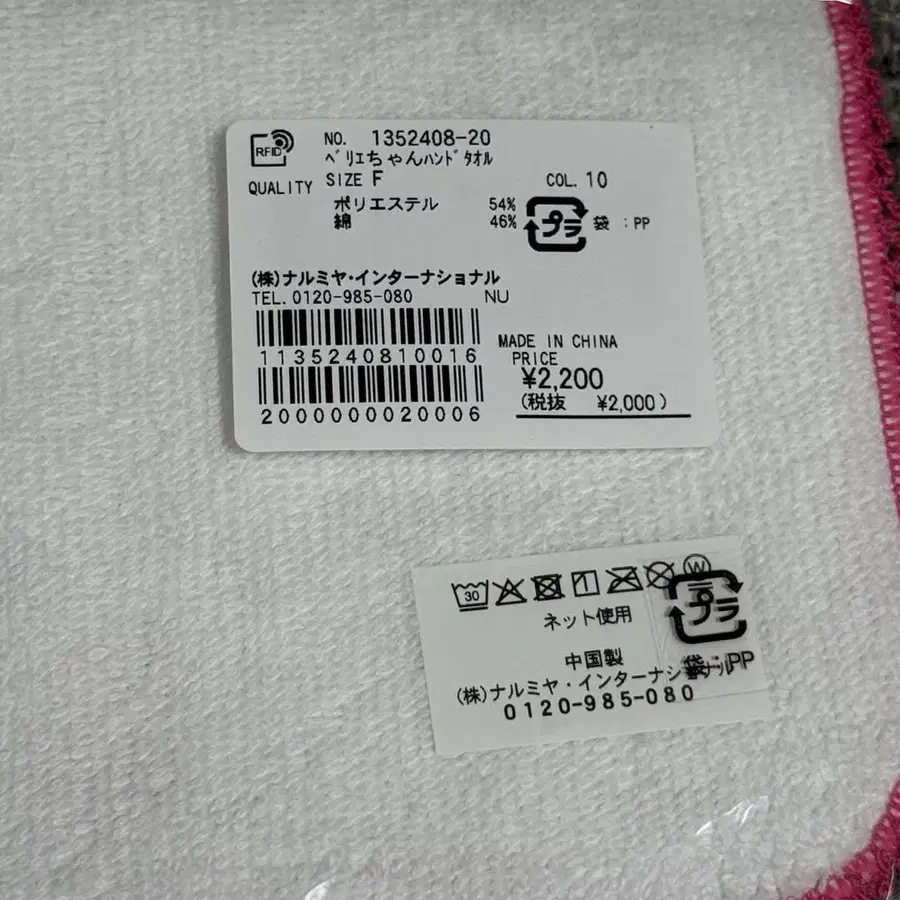 RFID
NO. 1352408-20
ﾍﾞﾘｴちゃんﾊﾝﾄﾞﾀｵﾙ
QUALITY SIZE F COL. 10
ポリエステル 54%
綿 46%
プラ 袋 :PP
(株)ナルミヤ･インターナショナル
TEL. 0120-985-080 NU
1135240810016
2000000020006
MADE IN CHINA
PRICE
¥2,200
(税抜 ¥2,000)
30 W
ネット使用
プラ
中国製
袋:PP
(株)ナルミヤ・インターナショナル
0120-985-080